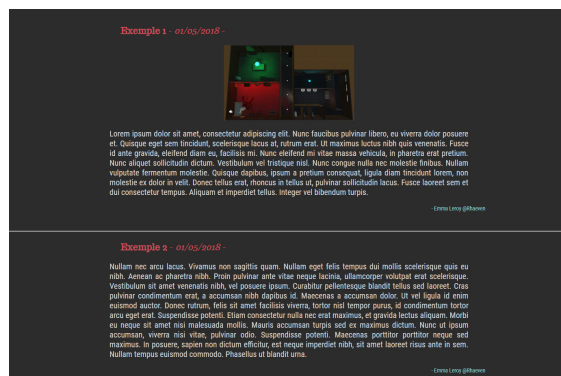 Exemple 1 - 01/05/2018 -
Lorem ipsum dolor sit amet, consectetur adipiscing elit. Nunc faucibus pulvinar libero, eu viverra dolor posuere
et. Quisque eget sem tincidunt, scelerisque lacus at, rutrum erat. Ut maximus luctus nibh quis venenatis. Fusce
id ante gravida, eleifend diam eu, facilisis mi. Nunc eleifend mi vitae massa vehicula, in pharetra erat pretium.
Nunc aliquet sollicitudin dictum. Vestibulum vel tristique nisl. Nunc congue nulla nec molestie finibus. Nullam
vulputate fermentum molestie. Quisque dapibus, ipsum a pretium consequat, ligula diam tincidunt lorem, non
molestie ex dolor in velit. Donec tellus erat, rhoncus in tellus ut, pulvinar sollicitudin lacus. Fusce laoreet sem et
dui consectetur tempus. Aliquam et imperdiet tellus. Integer vel bibendum turpis.
- Emma Leroy @Rhaeven
Exemple 2 - 01/05/2018 -
Nullam nec arcu lacus. Vivamus non sagittis quam. Nullam eget felis tempus dui mollis scelerisque quis eu
nibh. Aenean ac pharetra nibh. Proin pulvinar ante vitae neque lacinia, ullamcorper volutpat erat scelerisque.
Vestibulum sit amet venenatis nibh, vel posuere ipsum. Curabitur pellentesque blandit tellus sed laoreet. Cras
pulvinar condimentum erat, a accumsan nibh dapibus id. Maecenas a accumsan dolor. Ut vel ligula id enim
euismod auctor. Donec rutrum, felis sit amet facilisis viverra, tortor nisl tempor purus, id condimentum tortor
arcu eget erat. Suspendisse potenti. Etiam consectetur nulla nec erat maximus, et gravida lectus aliquam. Morbi
eu neque sit amet nisi malesuada mollis. Mauris accumsan turpis sed ex maximus dictum. Nunc ut ipsum
accumsan, viverra nisi vitae, pulvinar odio. Suspendisse potenti. Maecenas porttitor porttitor neque sed
maximus. In posuere, sapien non dictum efficitur, est neque imperdiet nibh, sit amet laoreet risus ante in sem.
Nullam tempus euismod commodo. Phasellus ut blandit urna.
- Emma Leroy @Rhaeven